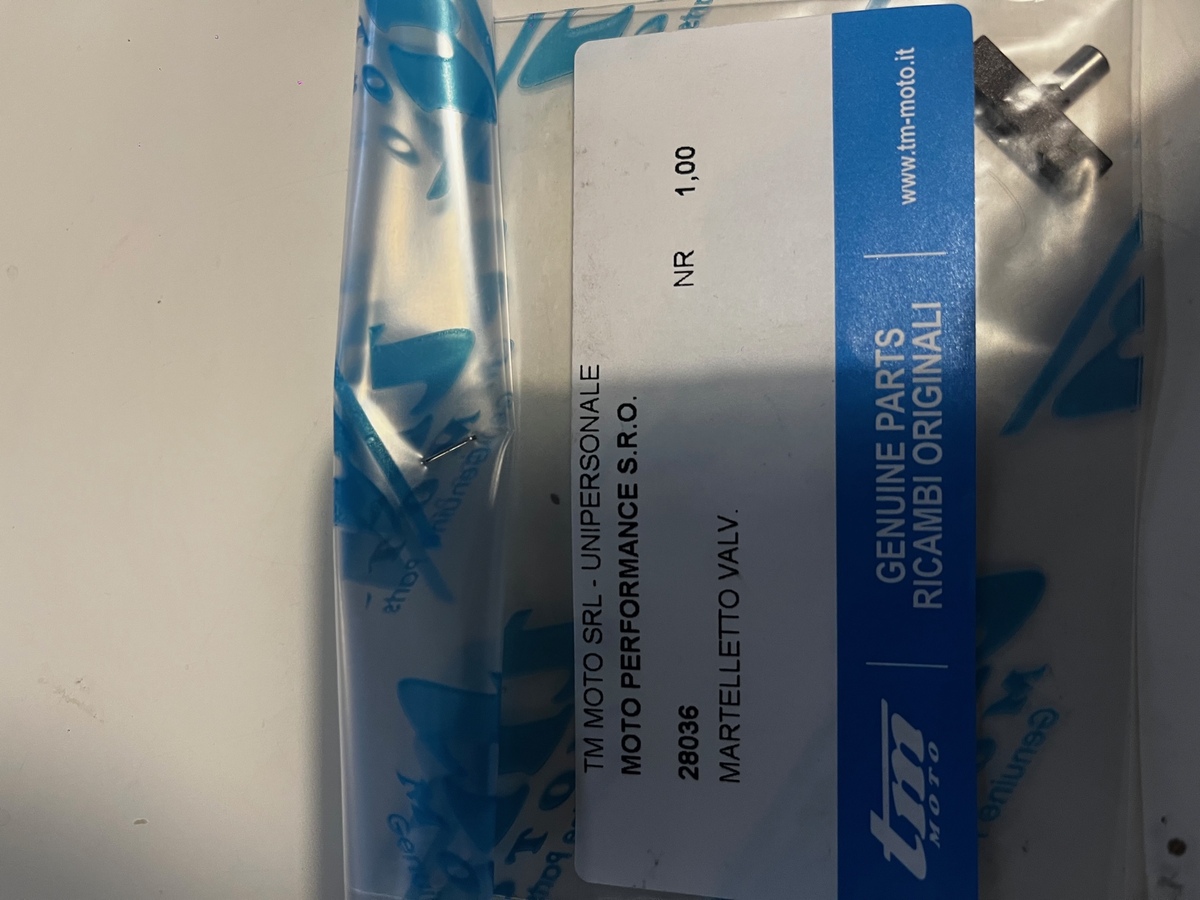 TM MOTO SRL - UNIPERSONALE
MOTO PERFORMANCE S.R.O.
28036 NR 1,00
MARTELLETTO VALV.
tm
MOTO
GENUINE PARTS
RICAMBI ORIGINALI
www.tm-moto.it